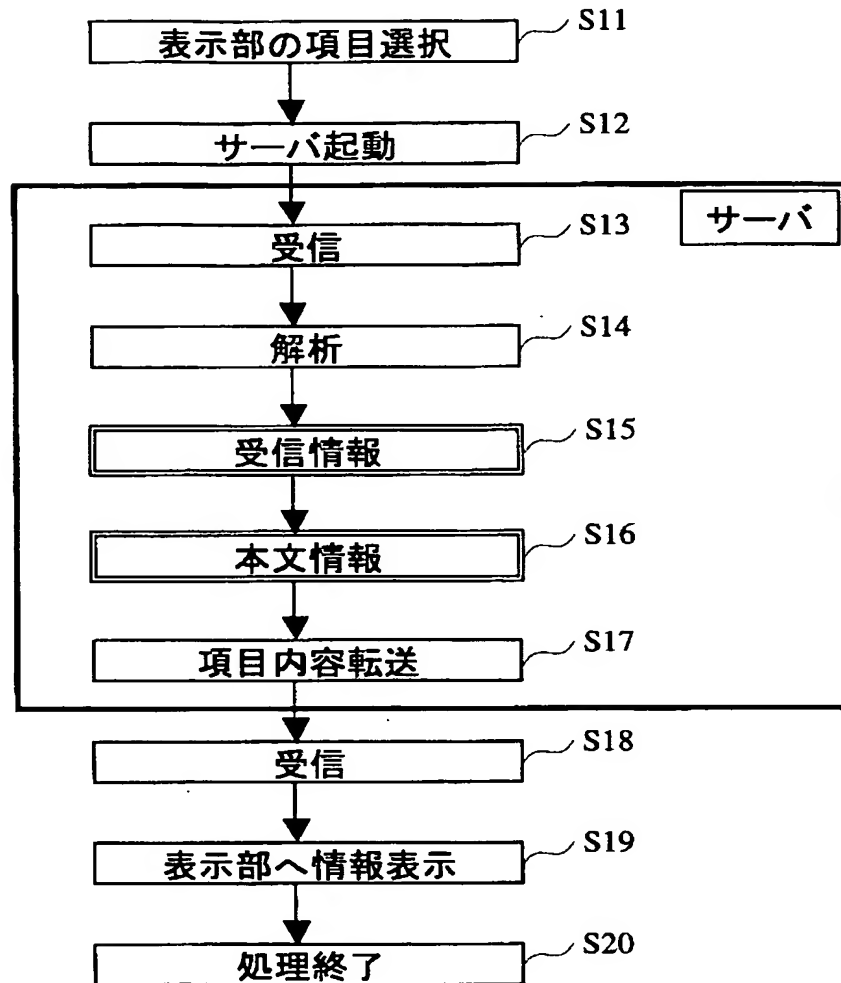 表示部の項目選択 S11
サーバ起動 S12
サーバ
受信 S13
解析 S14
受信情報 S15
本文情報 S16
項目内容転送 S17
受信 S18
表示部へ情報表示 S19
処理終了 S20